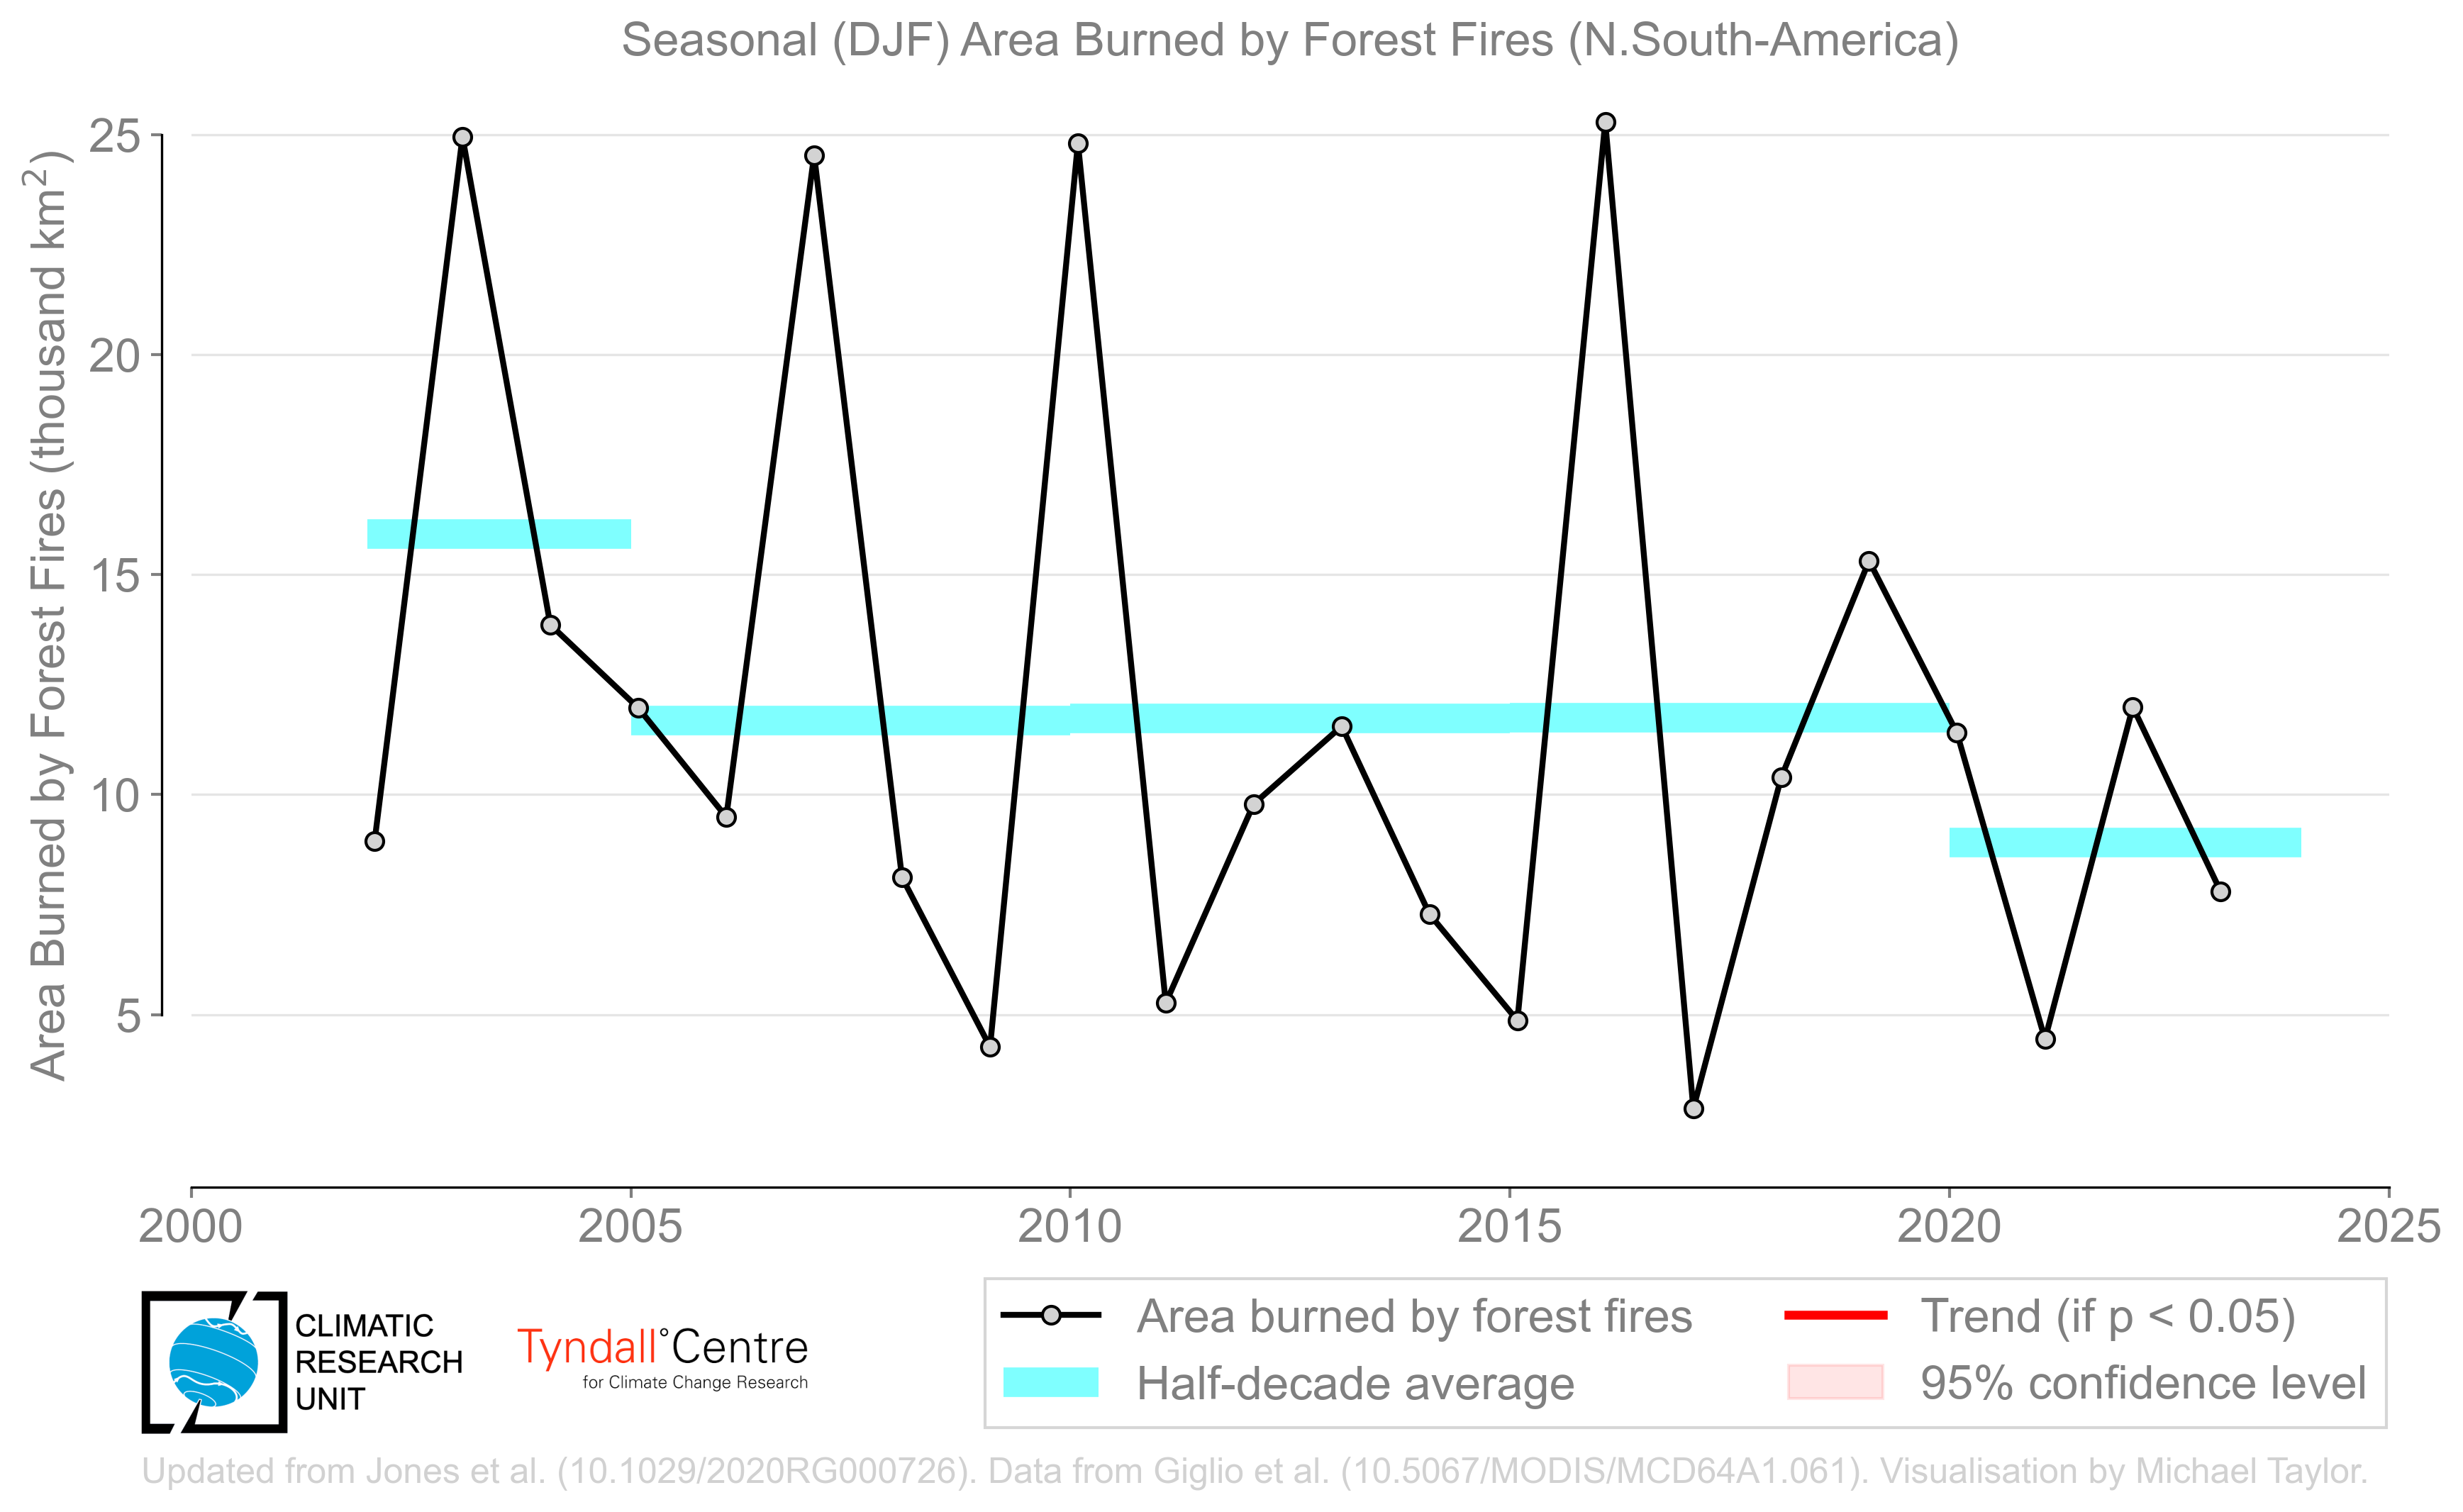 Seasonal (DJF) Area Burned by Forest Fires (N.South-America)
Area Burned by Forest Fires (thousand km²)
25
20
15
10
5
2000 2005 2010 2015 2020 2025
CLIMATIC
RESEARCH
UNIT
Tyndall°Centre
for Climate Change Research
Area burned by forest fires
Half-decade average
Trend (if p < 0.05)
95% confidence level
Updated from Jones et al. (10.1029/2020RG000726). Data from Giglio et al. (10.5067/MODIS/MCD64A1.061). Visualisation by Michael Taylor.